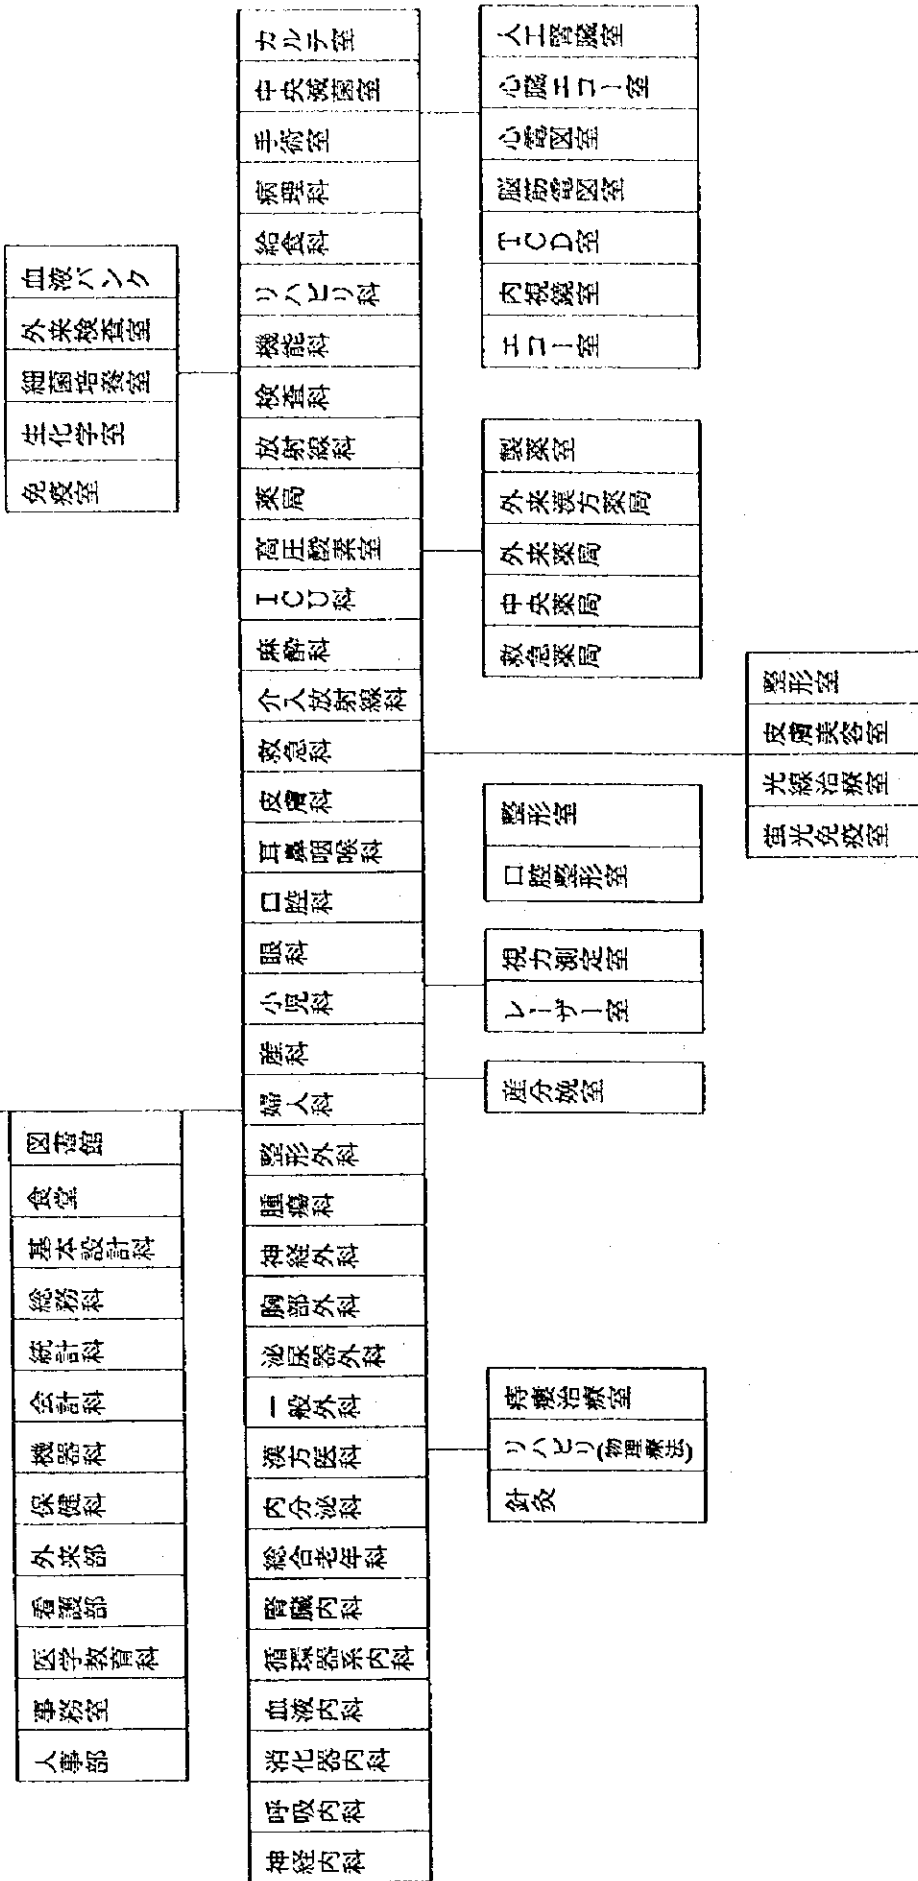 血液バンク
外来検査室
細菌培養室
生化学室
免疫室
図書館
食堂
基本設計科
総務科
統計科
会計科
機器科
保健科
外来部
看護部
医学教育科
事務室
人事部
カルテ室
中央滅菌室
手術室
病理科
給食科
リハビリ科
機能科
検査科
放射線科
薬局
高圧酸素室
ICU科
麻酔科
介入放射線科
救急科
皮膚科
耳鼻咽喉科
口腔科
眼科
小児科
産科
婦人科
整形外科
腫瘍科
神経外科
胸部外科
泌尿器外科
一般外科
漢方医科
内分泌科
総合老年科
腎臓内科
循環器系内科
血液内科
消化器内科
呼吸内科
神経内科
人工腎臓室
心臓エコー室
心電図室
脳筋電図室
TCD室
内視鏡室
エコー室
製薬室
外来漢方薬局
外来薬局
中央薬局
救急薬局
整形室
口腔整形室
視力測定室
レーザー室
産分娩室
痔瘻治療室
リハビリ(物理療法)
針灸
整形室
皮膚美容室
光線治療室
蛍光免疫室